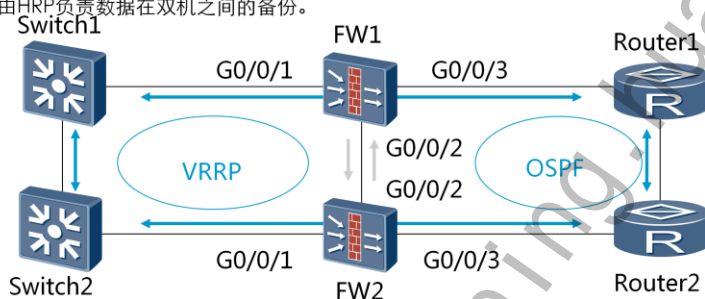 由HRP负责数据在双机之间的备份。
Switch1
FW1
Router1
G0/0/1
G0/0/3
R
G0/0/2
VRRP
OSPF
G0/0/2
R
G0/0/1
G0/0/3
Switch2
FW2
Router2